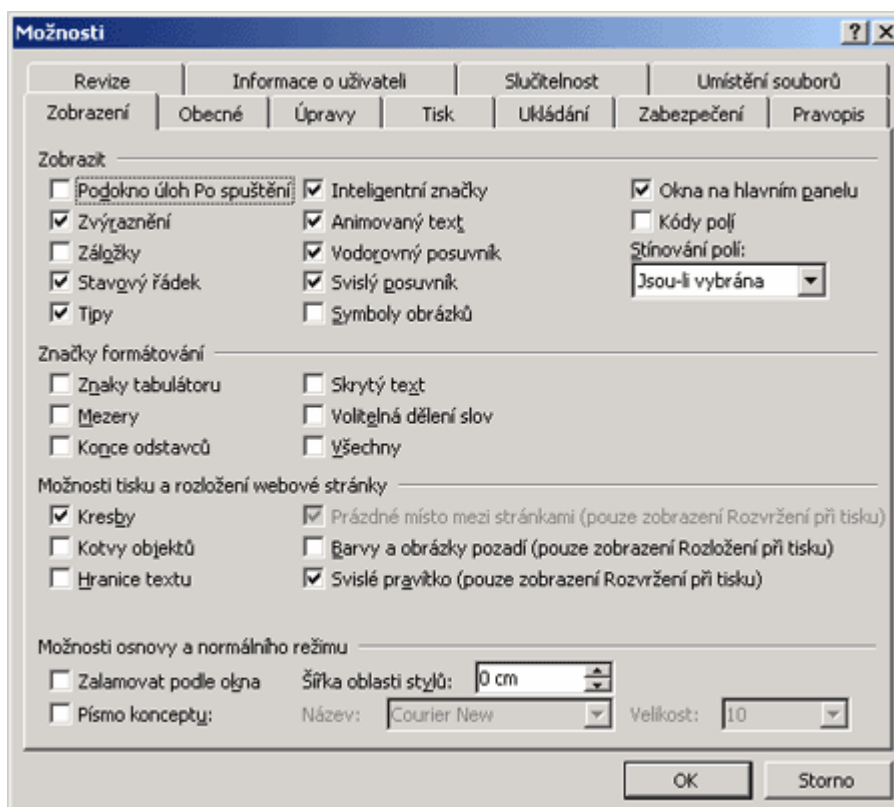 Možnosti
Revize Informace o uživateli Slučitelnost Umístění souborů
Zobrazení Obecné Úpravy Tisk Ukládání Zabezpečení Pravopis
Zobrazit
Podokno úloh Po spuštění Inteligentní značky Okna na hlavním panelu
Zvýraznění Animovaný text Kódy polí
Záložky Vodorovný posuvník Stínování polí:
Stavový řádek Svislý posuvník Jsou-li vybrána
Tipy Symboly obrázků
Značky formátování
Znaky tabulátoru Skrytý text
Mezery Volitelná dělení slov
Konce odstavců Všechny
Možnosti tisku a rozložení webové stránky
Kresby Prázdné místo mezi stránkami (pouze zobrazení Rozvržení při tisku)
Kotvy objektů Barvy a obrázky pozadí (pouze zobrazení Rozložení při tisku)
Hranice textu Svislé pravítko (pouze zobrazení Rozvržení při tisku)
Možnosti osnovy a normálního režimu
Zalamovat podle okna Šířka oblasti stylů: 0 cm
Písmo konceptu: Název: Courier New Velikost: 10
OK Storno